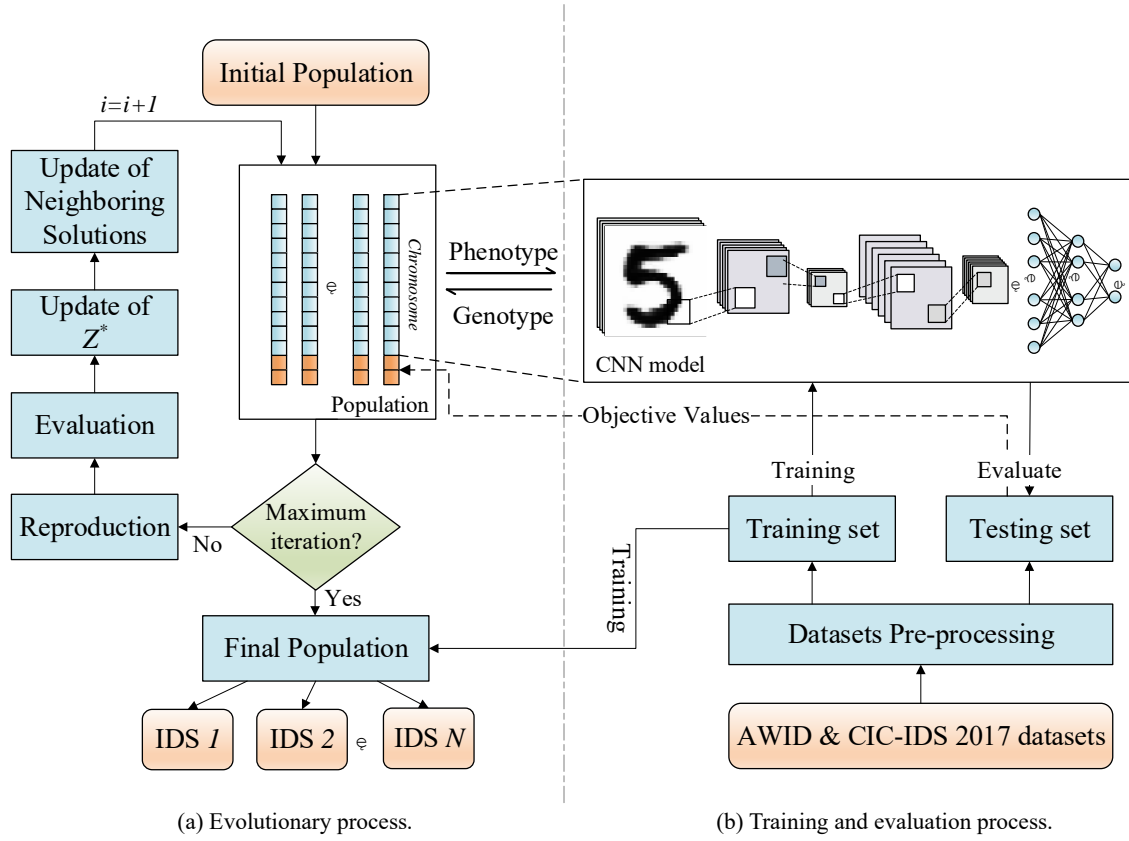 Initial Population
i=i+1
Update of
Neighboring
Solutions
Update of
Z*
Evaluation
Reproduction
Chromosome
Population
Phenotype
Genotype
5
CNN model
Objective Values
Training
Evaluate
Maximum
iteration?
No
Yes
Training set
Testing set
Training
Final Population
Datasets Pre-processing
IDS 1
IDS 2
IDS N
AWID & CIC-IDS 2017 datasets
(a) Evolutionary process.
(b) Training and evaluation process.